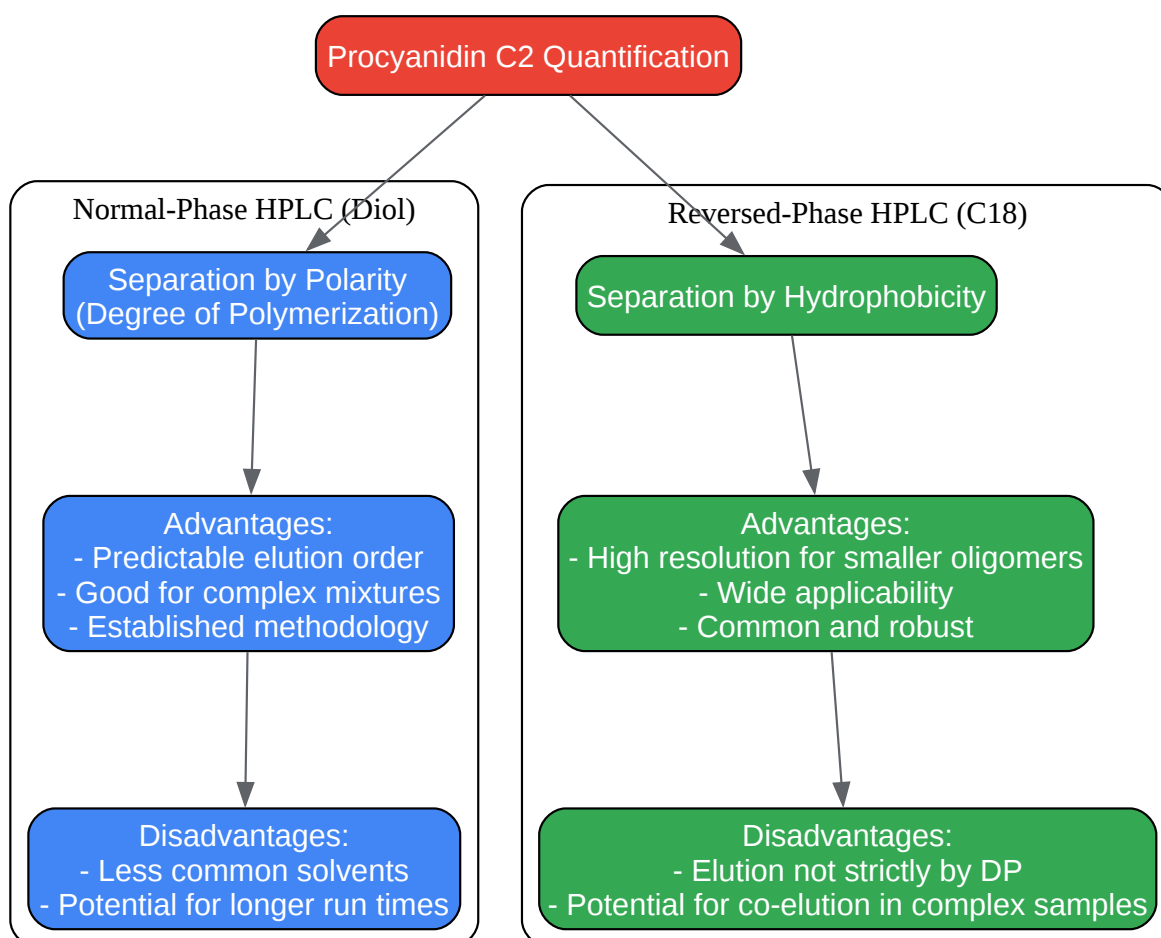 Procyanidin C2 Quantification
Normal-Phase HPLC (Diol)
Separation by Polarity
(Degree of Polymerization)
Advantages:
- Predictable elution order
- Good for complex mixtures
- Established methodology
Disadvantages:
- Less common solvents
- Potential for longer run times
Reversed-Phase HPLC (C18)
Separation by Hydrophobicity
Advantages:
- High resolution for smaller oligomers
- Wide applicability
- Common and robust
Disadvantages:
- Elution not strictly by DP
- Potential for co-elution in complex samples